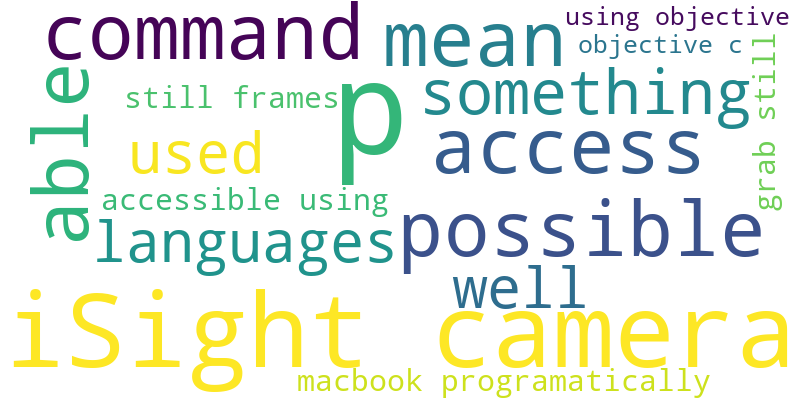 command
mean
using objective
objective c
able
still frames
p
something
grab still
used
access
accessible using
languages
possible
well
iSight camera
macbook programatically